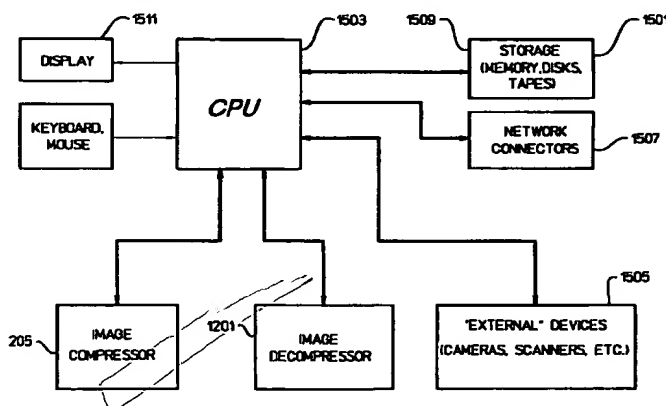 1511
1503
1509
1501
DISPLAY
STORAGE
(MEMORY,DISKS,
TAPES)
CPU
KEYBOARD,
MOUSE
NETWORK
CONNECTORS
1507
1505
205
IMAGE
COMPRESSOR
1201
IMAGE
DECOMPRESSOR
"EXTERNAL" DEVICES
(CAMERAS, SCANNERS, ETC.)